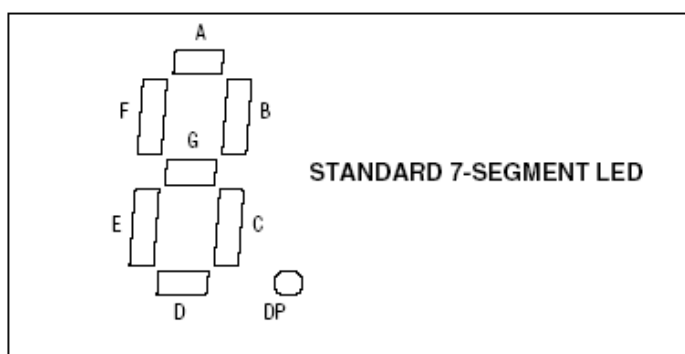 A
F B
G
STANDARD 7-SEGMENT LED
E C
D DP